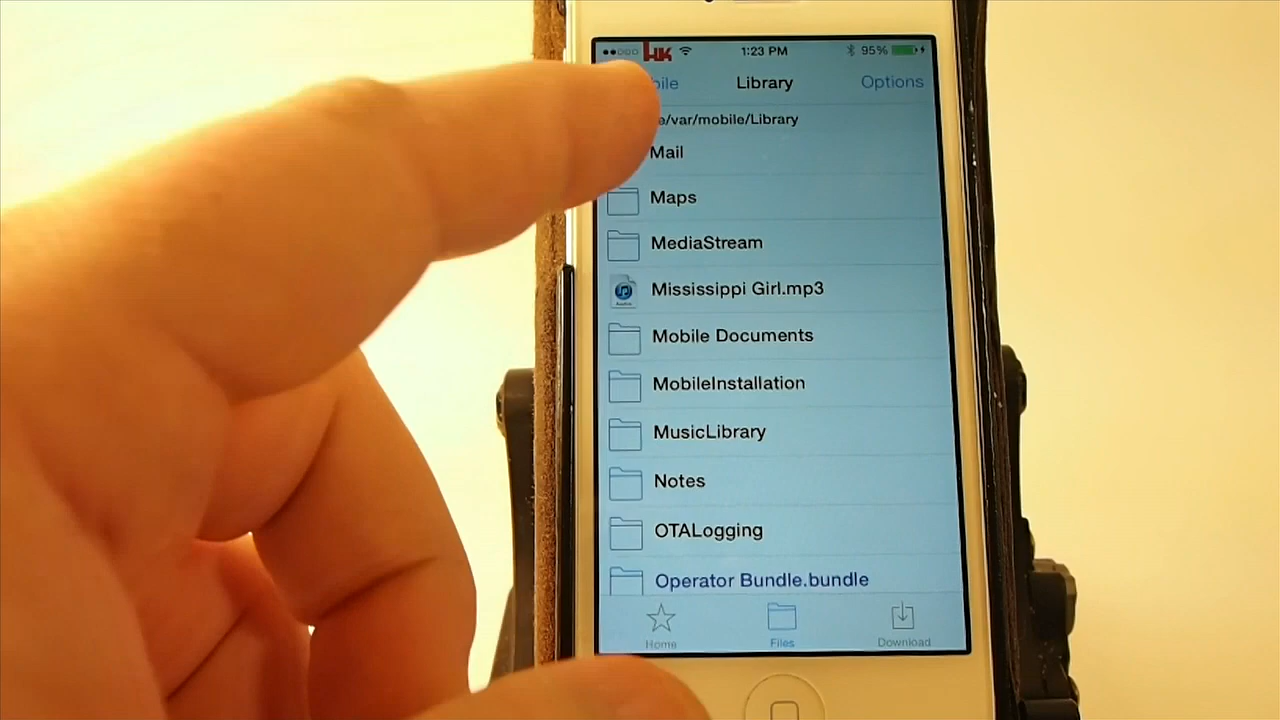 HK 1:23 PM 95%
Library Options
/var/mobile/Library
Mail
Maps
MediaStream
Mississippi Girl.mp3
Mobile Documents
MobileInstallation
MusicLibrary
Notes
OTALogging
Operator Bundle.bundle
Home Files Download